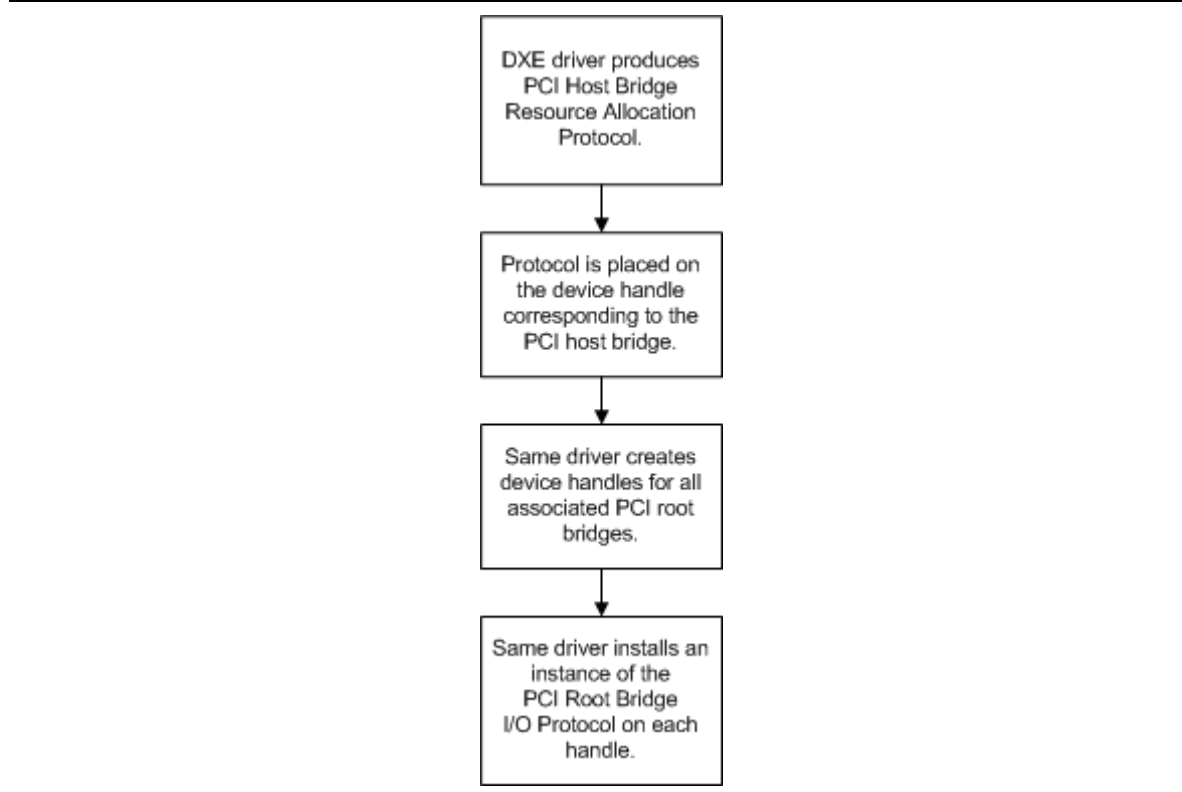 DXE driver produces
PCI Host Bridge
Resource Allocation
Protocol.
Protocol is placed on
the device handle
corresponding to the
PCI host bridge.
Same driver creates
device handles for all
associated PCI root
bridges.
Same driver installs an
instance of the
PCI Root Bridge
I/O Protocol on each
handle.